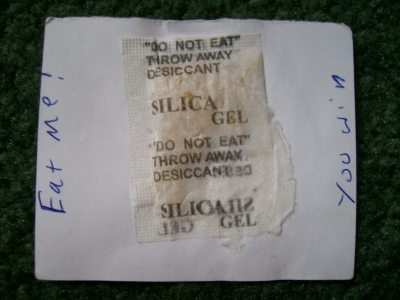 Eat me!
"DO NOT EAT"
THROW AWAY
DESICCANT
SILICA
GEL
"DO NOT EAT"
THROW AWAY
DESICCANT
SILICA
GEL
You win